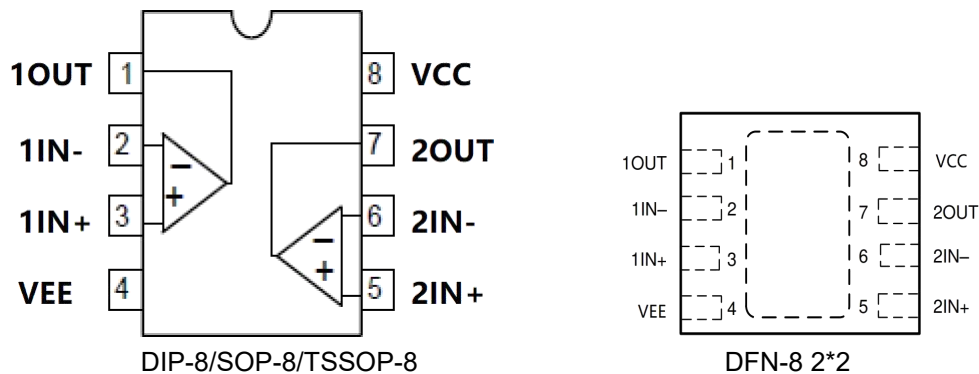 1OUT 1 8 VCC
1IN- 2 7 2OUT
1IN+ 3 6 2IN-
VEE 4 5 2IN+
− +
− +
DIP-8/SOP-8/TSSOP-8
1OUT 1 8 VCC
1IN– 2 7 2OUT
1IN+ 3 6 2IN–
VEE 4 5 2IN+
DFN-8 2*2